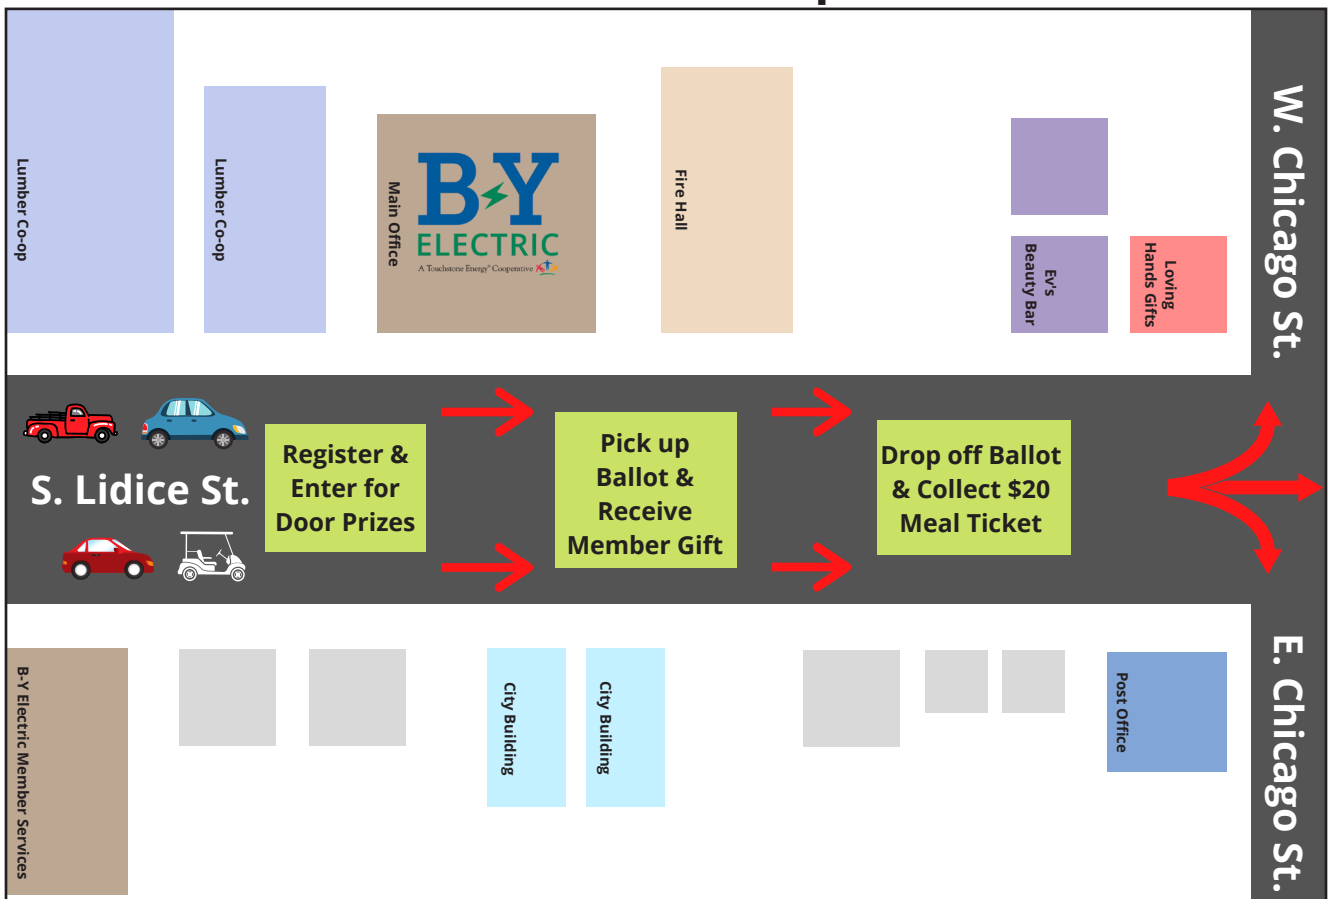 Lumber Co-op
Lumber Co-op
Main Office
B Y
ELECTRIC
A Touchstone Energy® Cooperative
Fire Hall
Ev's
Beauty Bar
Loving
Hands Gifts
W. Chicago St.
S. Lidice St.
Register &
Enter for
Door Prizes
Pick up
Ballot &
Receive
Member Gift
Drop off Ballot
& Collect $20
Meal Ticket
B-Y Electric Member Services
City Building
City Building
Post Office
E. Chicago St.